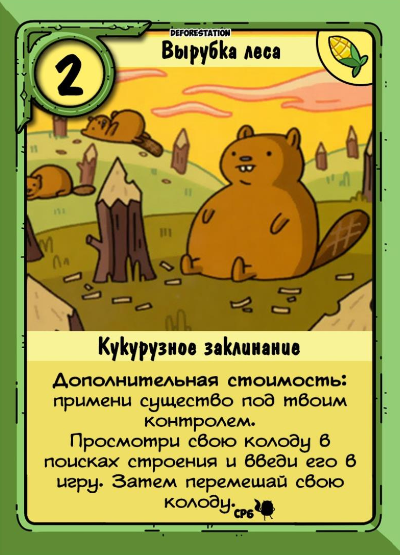 DEFORESTATION
2
Вырубка леса
Кукурузное заклинание
Дополнительная стоимость:
примени существо под твоим
контролем.
Просмотри свою колоду в
поисках строения и введи его в
игру. Затем перемешай свою
колоду.
СРБ